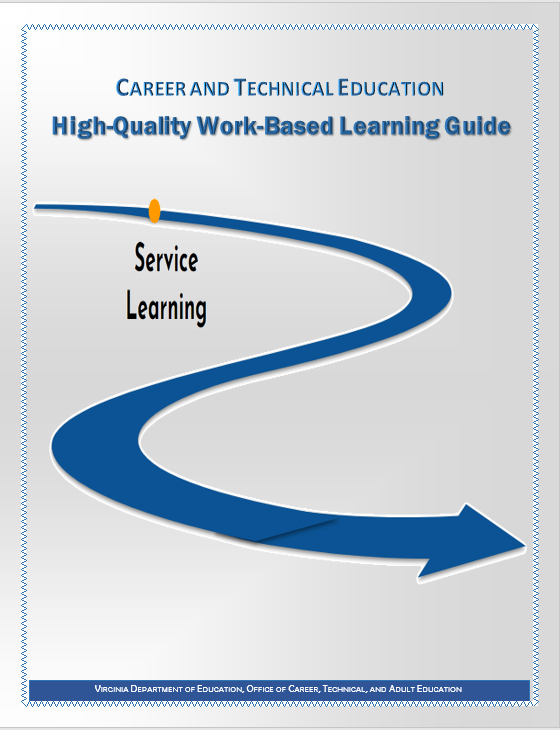 CAREER AND TECHNICAL EDUCATION
High-Quality Work-Based Learning Guide
Service
Learning
VIRGINIA DEPARTMENT OF EDUCATION, OFFICE OF CAREER, TECHNICAL, AND ADULT EDUCATION